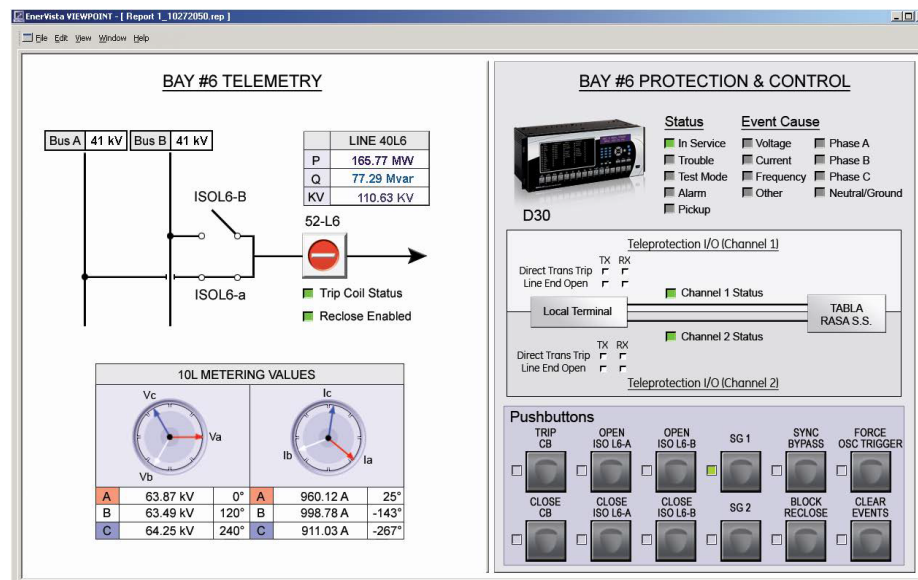 EnerVista VIEWPOINT - [ Report 1_10272050.rep ]
File Edit View Window Help
BAY #6 TELEMETRY
Bus A 41 kV Bus B 41 kV
LINE 40L6
P 165.77 MW
Q 77.29 Mvar
KV 110.63 KV
ISOL6-B
52-L6
ISOL6-a
Trip Coil Status
Reclose Enabled
10L METERING VALUES
Vc
Va
Vb
Ic
Ib
Ia
A 63.87 kV 0° A 960.12 A 25°
B 63.49 kV 120° B 998.78 A -143°
C 64.25 kV 240° C 911.03 A -267°
BAY #6 PROTECTION & CONTROL
D30
Status
In Service
Trouble
Test Mode
Alarm
Pickup
Event Cause
Voltage Phase A
Current Phase B
Frequency Phase C
Other Neutral/Ground
Teleprotection I/O (Channel 1)
TX RX
Direct Trans Trip
Line End Open
Channel 1 Status
Local Terminal
TABLA
RASA S.S.
Channel 2 Status
TX RX
Direct Trans Trip
Line End Open
Teleprotection I/O (Channel 2)
Pushbuttons
TRIP
CB
OPEN
ISO L6-A
OPEN
ISO L6-B
SG 1
SYNC
BYPASS
FORCE
OSC TRIGGER
CLOSE
CB
CLOSE
ISO L6-A
CLOSE
ISO L6-B
SG 2
BLOCK
RECLOSE
CLEAR
EVENTS